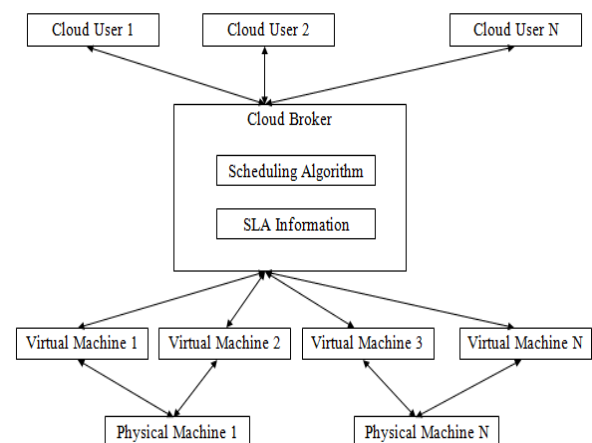 Cloud User 1
Cloud User 2
Cloud User N
Cloud Broker
Scheduling Algorithm
SLA Information
Virtual Machine 1
Virtual Machine 2
Virtual Machine 3
Virtual Machine N
Physical Machine 1
Physical Machine N